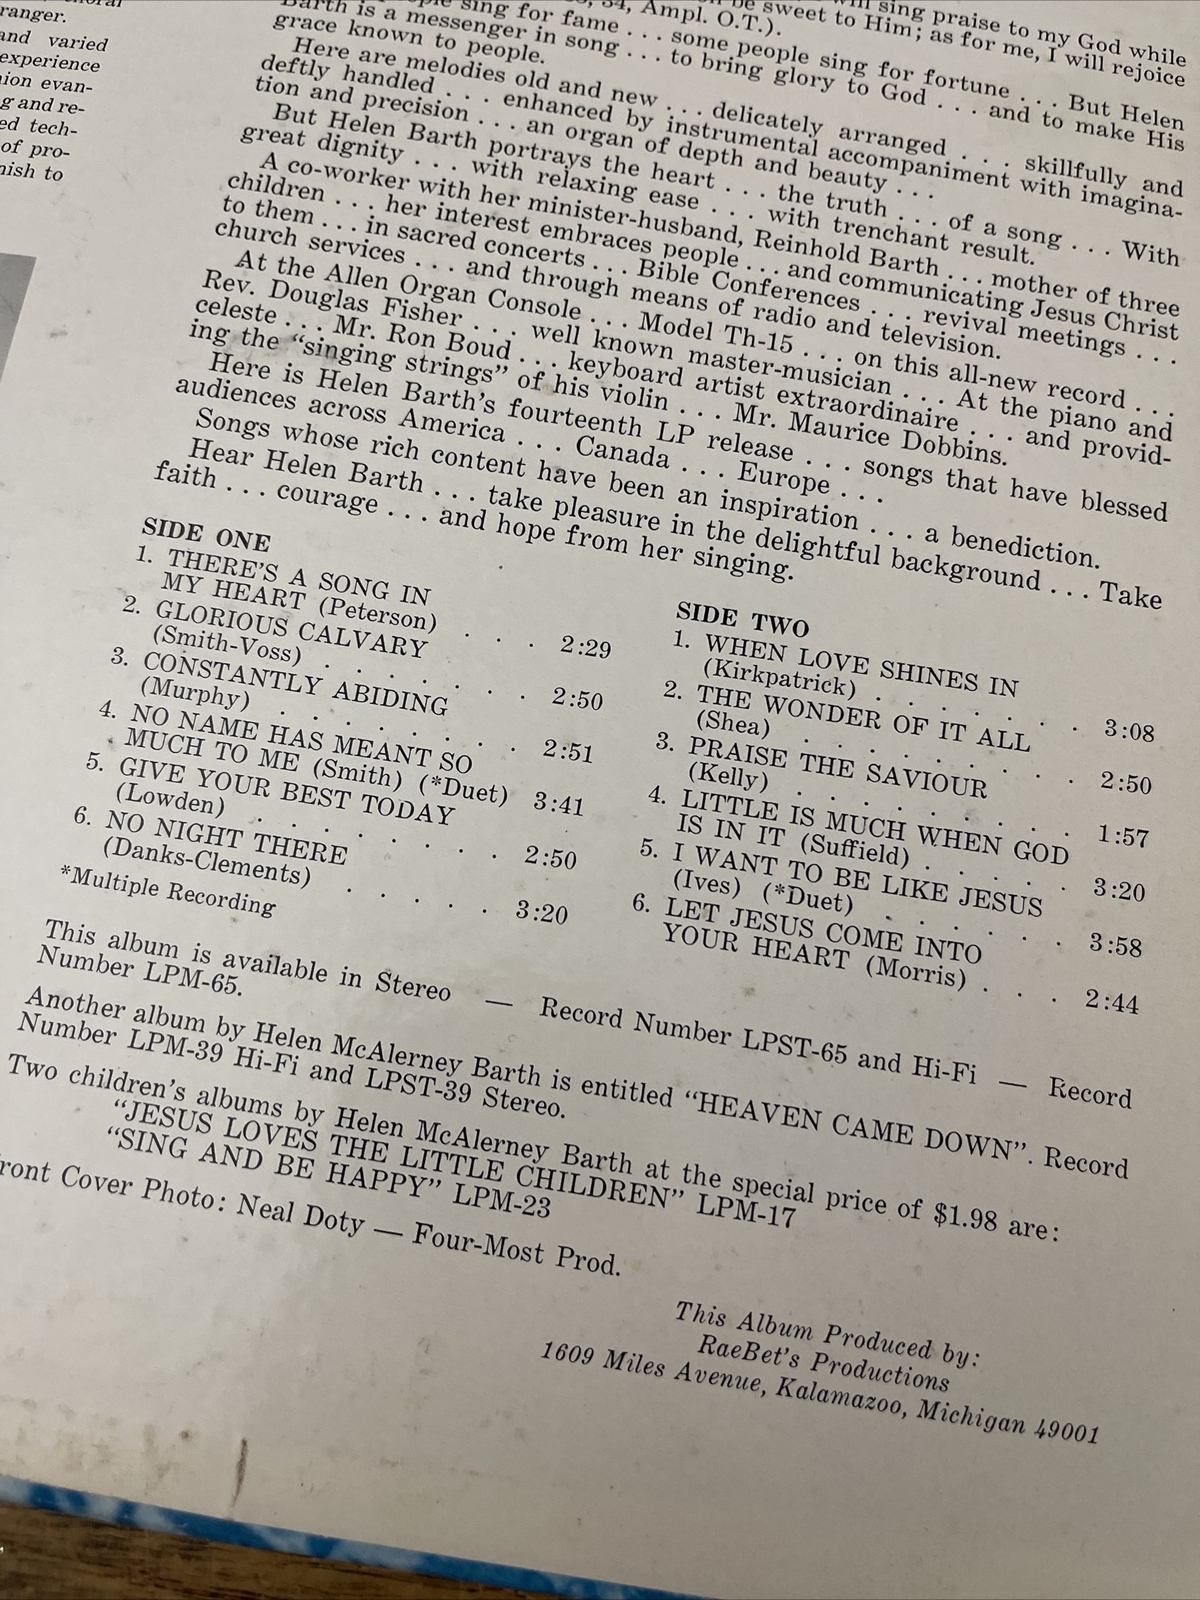 ranger.
and varied
experience
ion evan-
g and re-
ed tech-
of pro-
nish to
sing praise to my God while
be sweet to Him; as for me, I will rejoice
34, Ampl. O.T.).
sing for fame . . . some people sing for fortune . . . But Helen
Barth is a messenger in song . . . to bring glory to God . . . and to make His
grace known to people.
Here are melodies old and new . . . delicately arranged . . . skillfully and
deftly handled . . . enhanced by instrumental accompaniment with imagina-
tion and precision . . . an organ of depth and beauty . . .
But Helen Barth portrays the heart . . . the truth . . . of a song . . . With
great dignity . . . with relaxing ease . . . with trenchant result.
A co-worker with her minister-husband, Reinhold Barth . . . mother of three
children . . . her interest embraces people . . . and communicating Jesus Christ
to them . . . in sacred concerts . . . Bible Conferences . . . revival meetings . . .
church services . . . and through means of radio and television.
At the Allen Organ Console . . . Model Th-15 . . . on this all-new record . . .
Rev. Douglas Fisher . . . well known master-musician . . . At the piano and
celeste . . . Mr. Ron Boud . . . keyboard artist extraordinaire . . . and provid-
ing the “singing strings” of his violin . . . Mr. Maurice Dobbins.
Here is Helen Barth’s fourteenth LP release . . . songs that have blessed
audiences across America . . . Canada . . . Europe . . .
Songs whose rich content have been an inspiration . . . a benediction.
Hear Helen Barth . . . take pleasure in the delightful background . . . Take
faith . . . courage . . . and hope from her singing.
SIDE ONE
1. THERE’S A SONG IN
MY HEART (Peterson) . . . 2:29
2. GLORIOUS CALVARY
(Smith-Voss) . . . . . . . 2:50
3. CONSTANTLY ABIDING
(Murphy) . . . . . . . . 2:51
4. NO NAME HAS MEANT SO
MUCH TO ME (Smith) (*Duet) 3:41
5. GIVE YOUR BEST TODAY
(Lowden) . . . . . . . . 2:50
6. NO NIGHT THERE
(Danks-Clements) . . . . . 3:20
*Multiple Recording
SIDE TWO
1. WHEN LOVE SHINES IN
(Kirkpatrick) . . . . . . 3:08
2. THE WONDER OF IT ALL
(Shea) . . . . . . . . 2:50
3. PRAISE THE SAVIOUR
(Kelly) . . . . . . . . 1:57
4. LITTLE IS MUCH WHEN GOD
IS IN IT (Suffield) . . . . . 3:20
5. I WANT TO BE LIKE JESUS
(Ives) (*Duet) . . . . . . 3:58
6. LET JESUS COME INTO
YOUR HEART (Morris) . . . 2:44
This album is available in Stereo — Record Number LPST-65 and Hi-Fi — Record
Number LPM-65.
Another album by Helen McAlerney Barth is entitled “HEAVEN CAME DOWN”. Record
Number LPM-39 Hi-Fi and LPST-39 Stereo.
Two children’s albums by Helen McAlerney Barth at the special price of $1.98 are:
“JESUS LOVES THE LITTLE CHILDREN” LPM-17
“SING AND BE HAPPY” LPM-23
ront Cover Photo: Neal Doty — Four-Most Prod.
This Album Produced by:
RaeBet’s Productions
1609 Miles Avenue, Kalamazoo, Michigan 49001